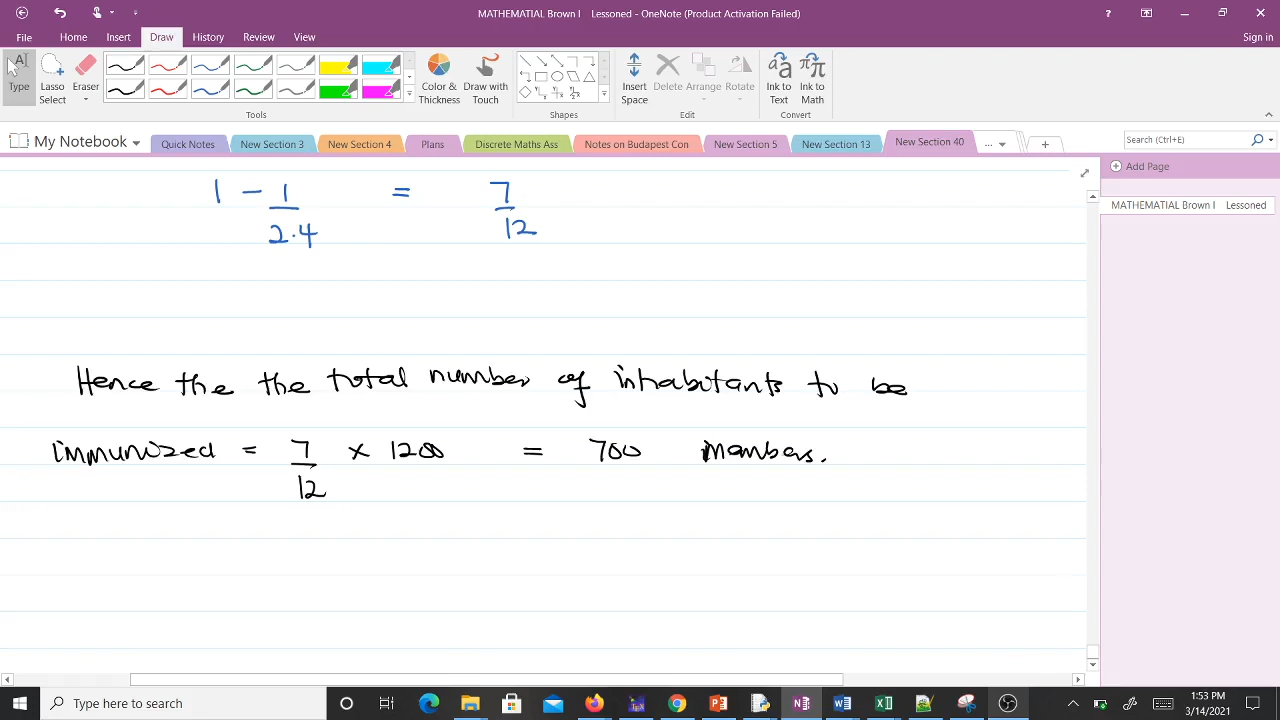 MATHEMATIAL Brown I Lessoned - OneNote (Product Activation Failed)
File Home Insert Draw History Review View Sign in
Type Lasso Select Eraser Color & Thickness Draw with Touch Insert Space Delete Arrange Rotate Ink to Text Ink to Math
Tools Shapes Edit Convert
My Notebook Quick Notes New Section 3 New Section 4 Plans Discrete Maths Ass Notes on Budapest Con New Section 5 New Section 13 New Section 40 ... Search (Ctrl+E)
Add Page
MATHEMATIAL Brown I Lessoned
1 - 1/2.4 = 7/12
Hence the the total number of inhabitants to be
immunized = 7/12 × 1200 = 700 members.
Type here to search
1:53 PM
3/14/2021